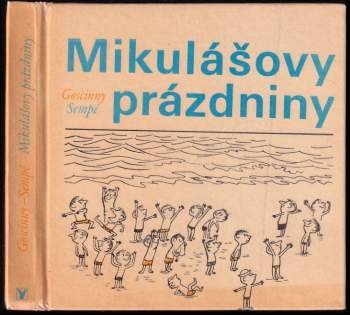 Mikulášovy
Goscinny
Sempé
prázdniny
Goscinny – Sempé Mikulášovy prázdniny